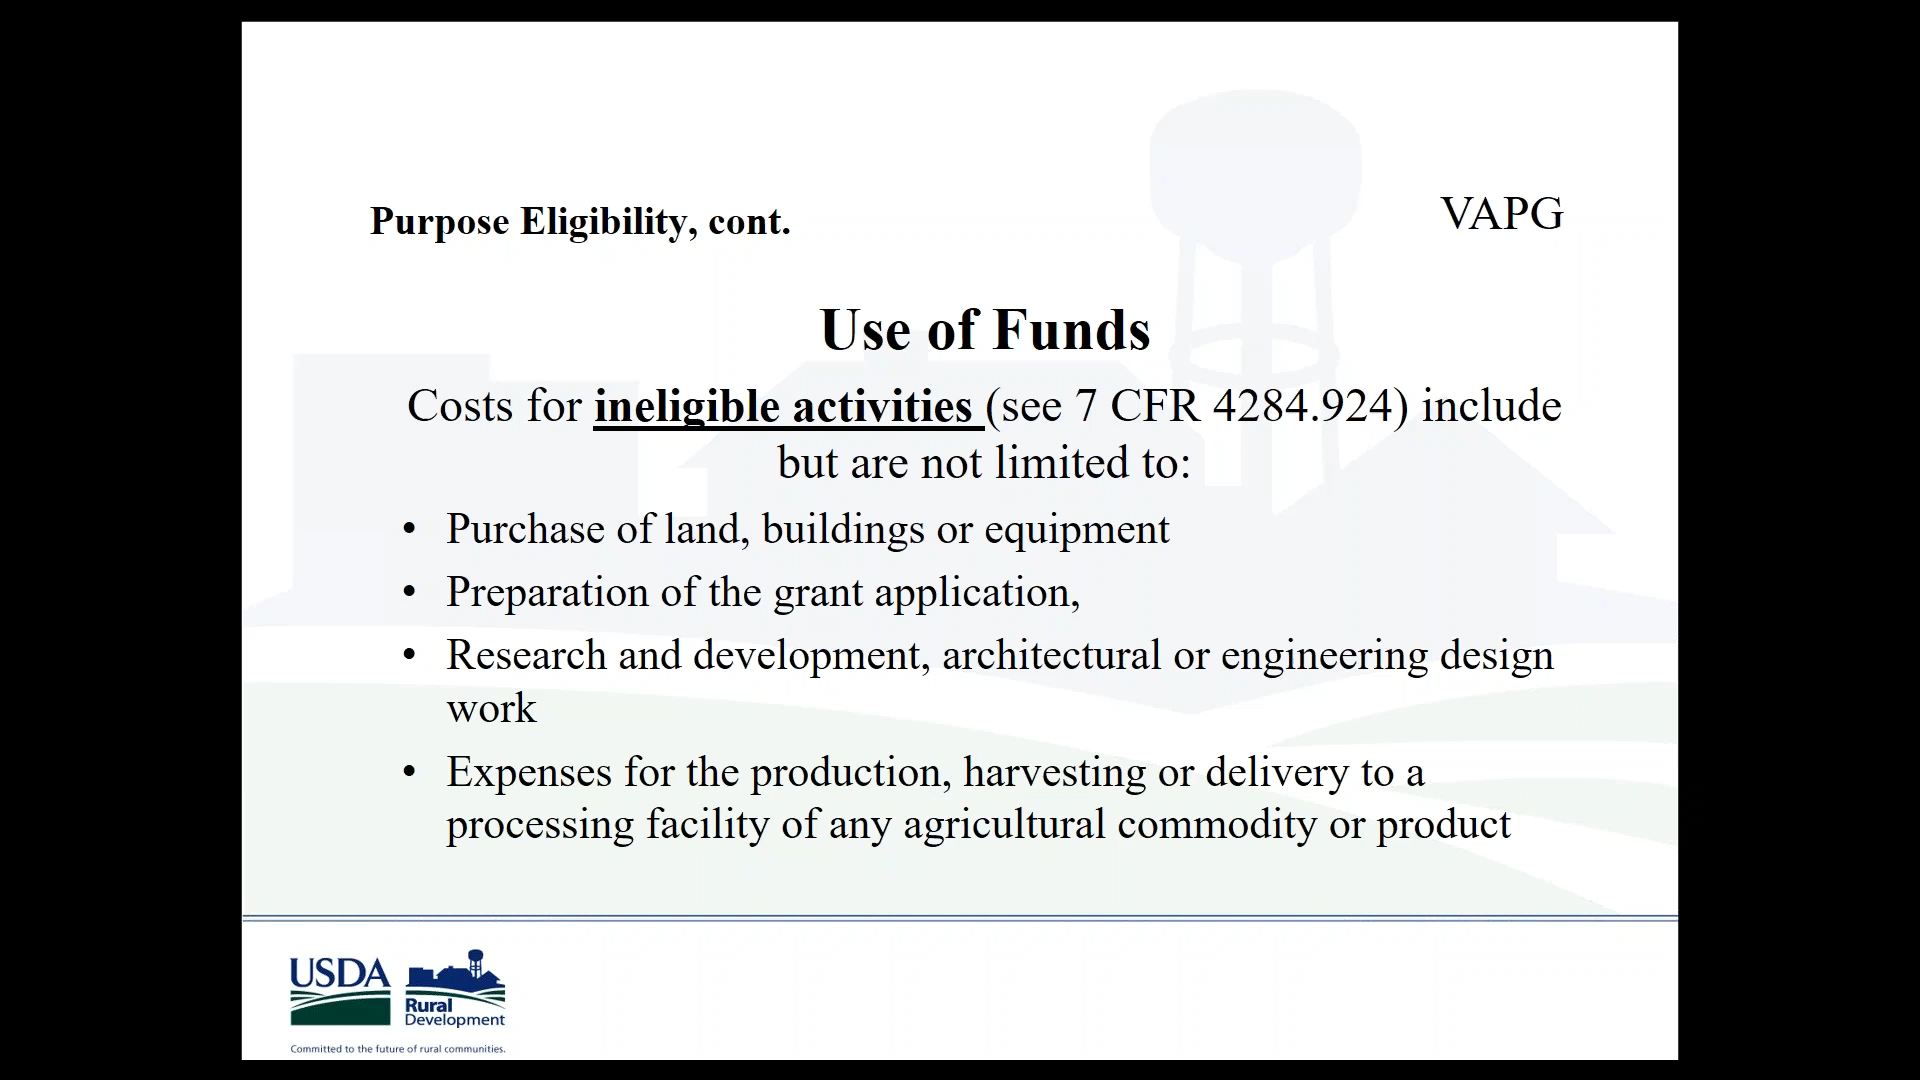 Purpose Eligibility, cont.
VAPG
Use of Funds
Costs for ineligible activities (see 7 CFR 4284.924) include
but are not limited to:
• Purchase of land, buildings or equipment
• Preparation of the grant application,
• Research and development, architectural or engineering design
work
• Expenses for the production, harvesting or delivery to a
processing facility of any agricultural commodity or product
USDA
Rural
Development
Committed to the future of rural communities.